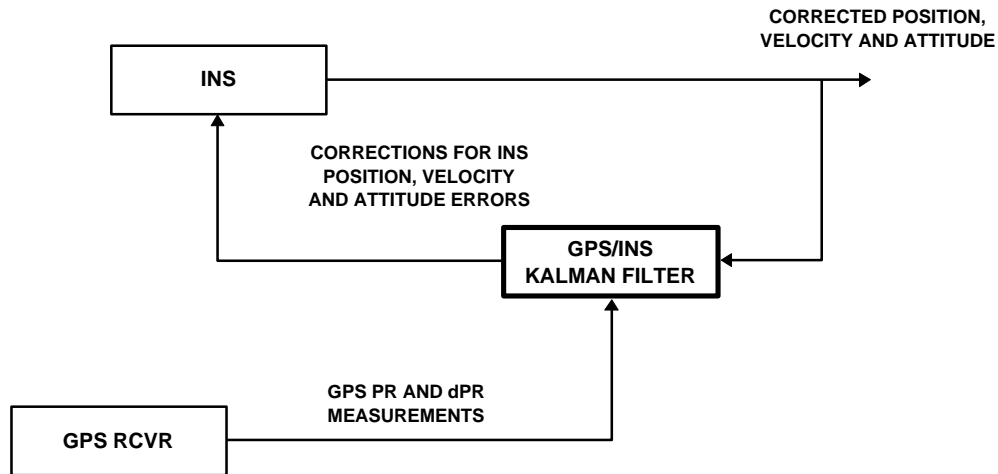 CORRECTED POSITION,
VELOCITY AND ATTITUDE
INS
CORRECTIONS FOR INS
POSITION, VELOCITY
AND ATTITUDE ERRORS
GPS/INS
KALMAN FILTER
GPS PR AND dPR
MEASUREMENTS
GPS RCVR